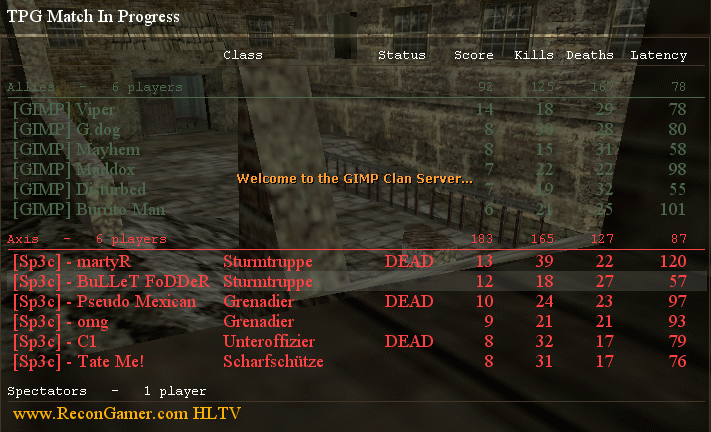 TPG Match In Progress
Class Status Score Kills Deaths Latency
Allies - 6 players 92 125 167 78
[GIMP] Viper 14 18 29 78
[GIMP] G.dog 8 30 28 80
[GIMP] Mayhem 8 15 31 58
[GIMP] Maddox 7 22 22 98
Welcome to the GIMP Clan Server...
[GIMP] Disturbed 7 19 32 55
[GIMP] Burrito Man 6 21 25 101
Axis - 6 players 183 165 127 87
[Sp3c] - martyR Sturmtruppe DEAD 13 39 22 120
[Sp3c] - BuLLeT FoDDeR Sturmtruppe 12 18 27 57
[Sp3c] - Pseudo Mexican Grenadier DEAD 10 24 23 97
[Sp3c] - omg Grenadier 9 21 21 93
[Sp3c] - C1 Unteroffizier DEAD 8 32 17 79
[Sp3c] - Tate Me! Scharfschütze 8 31 17 76
Spectators - 1 player
www.ReconGamer.com HLTV